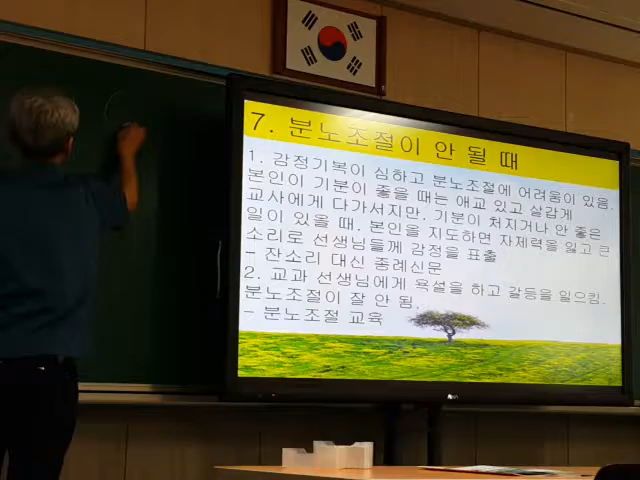 7. 분노조절이 안 될 때
1. 감정기복이 심하고 분노조절에 어려움이 있음.
본인이 기분이 좋을 때는 애교 있고 살갑게
교사에게 다가서지만. 기분이 처지거나 안 좋은
일이 있을 때. 본인을 지도하면 자제력을 잃고 큰
소리로 선생님들께 감정을 표출
- 잔소리 대신 종례신문
2. 교과 선생님에게 욕설을 하고 갈등을 일으킴.
분노조절이 잘 안 됨.
- 분노조절 교육